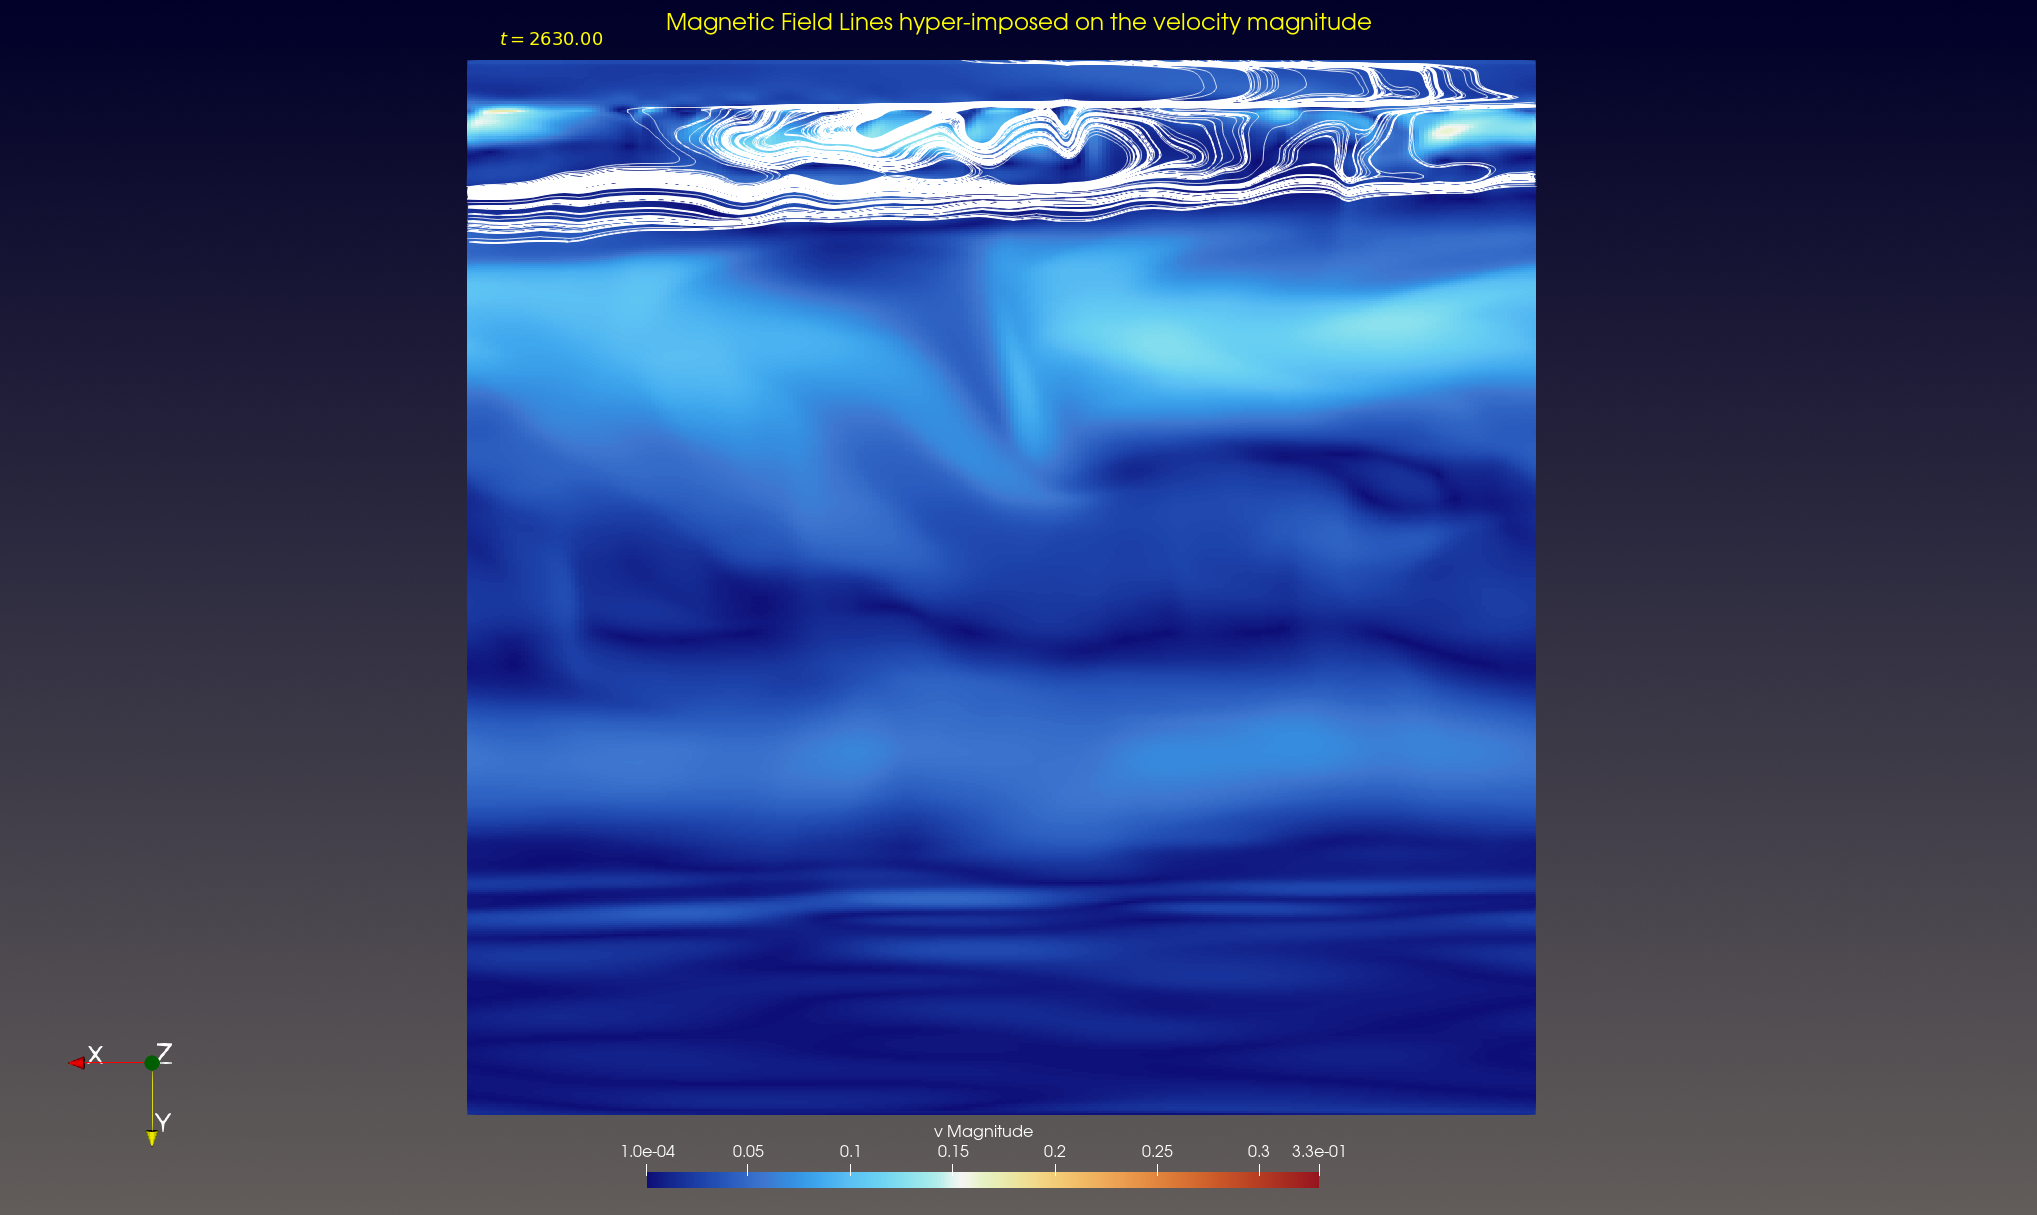 Magnetic Field Lines hyper-imposed on the velocity magnitude
t = 2630.00
X
Z
Y
v Magnitude
1.0e-04 0.05 0.1 0.15 0.2 0.25 0.3 3.3e-01